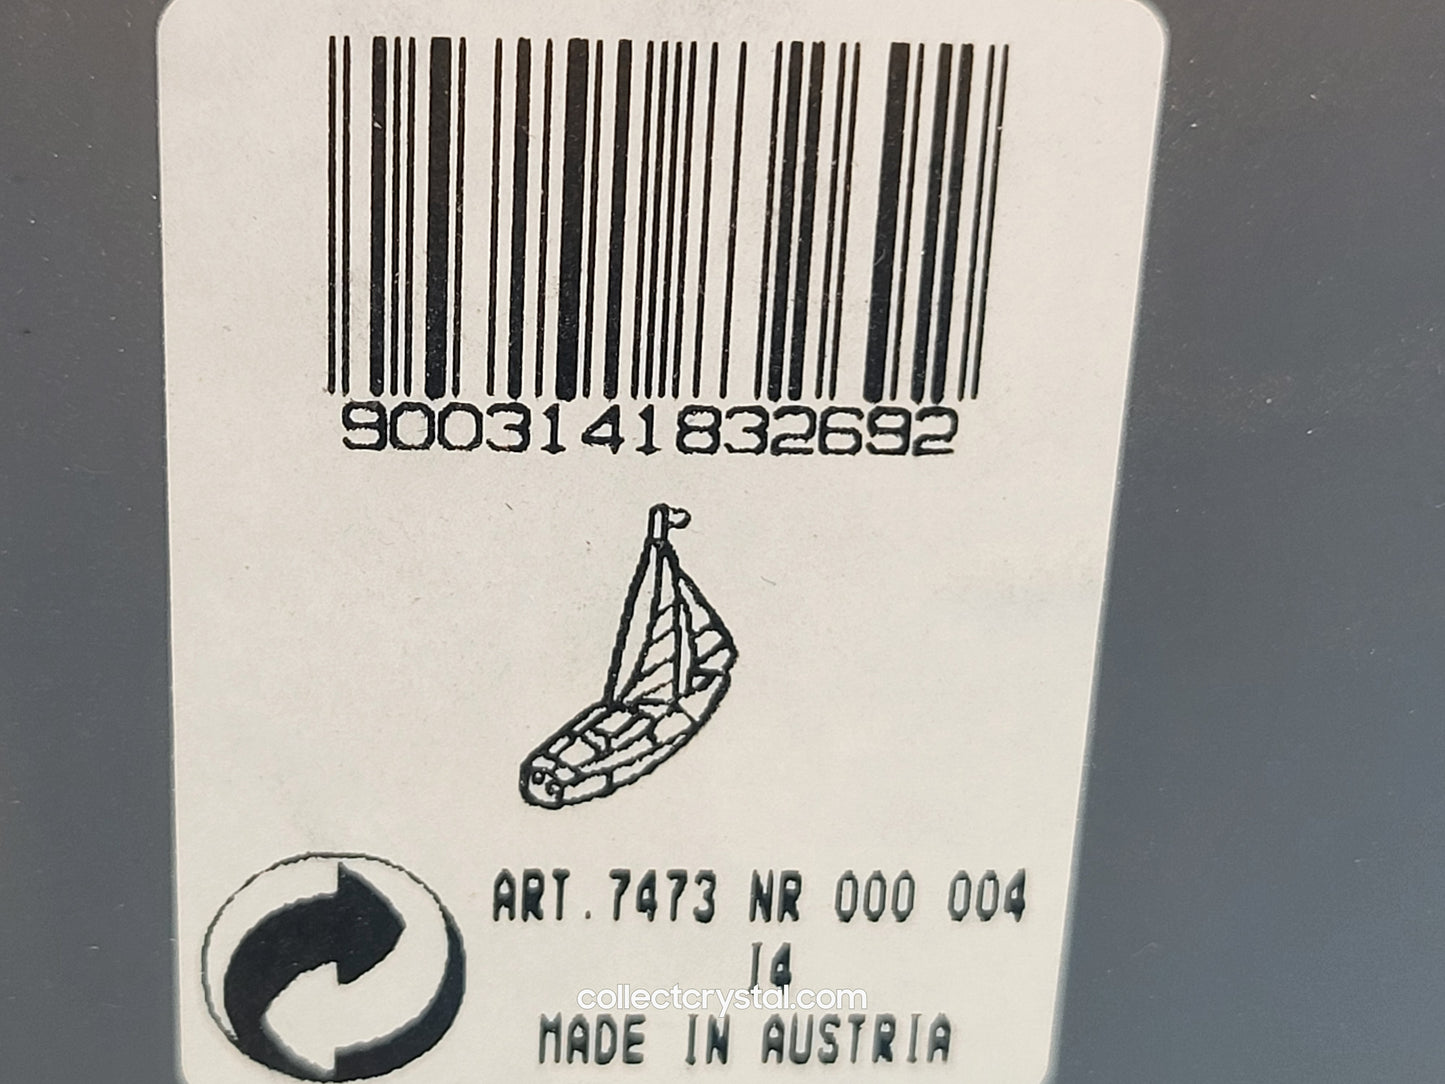 9003141832692
ART.7473 NR 000 004
14
collectcrystal.com
MADE IN AUSTRIA